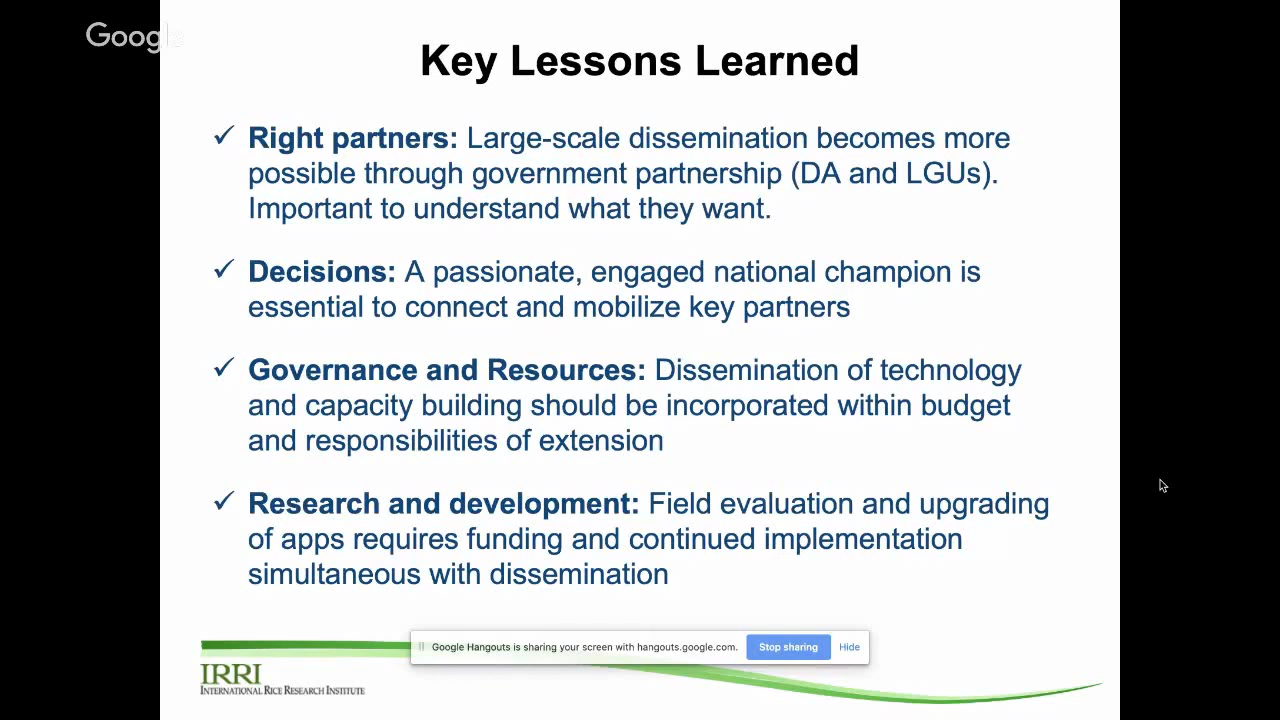 Google
Key Lessons Learned
✓ Right partners: Large-scale dissemination becomes more
possible through government partnership (DA and LGUs).
Important to understand what they want.
✓ Decisions: A passionate, engaged national champion is
essential to connect and mobilize key partners
✓ Governance and Resources: Dissemination of technology
and capacity building should be incorporated within budget
and responsibilities of extension
✓ Research and development: Field evaluation and upgrading
of apps requires funding and continued implementation
simultaneous with dissemination
Google Hangouts is sharing your screen with hangouts.google.com. Stop sharing Hide
IRRI
INTERNATIONAL RICE RESEARCH INSTITUTE